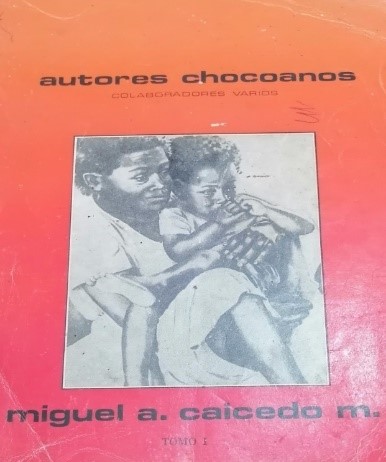 autores chocoanos
COLABORADORES VARIOS
miguel a. caicedo m.
TOMO I